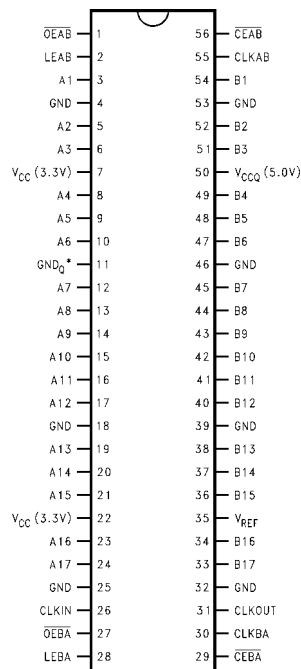 O̅E̅A̅B̅ 1 56 C̅E̅A̅B̅
LEAB 2 55 CLKAB
A1 3 54 B1
GND 4 53 GND
A2 5 52 B2
A3 6 51 B3
VCC (3.3V) 7 50 VCCQ (5.0V)
A4 8 49 B4
A5 9 48 B5
A6 10 47 B6
GNDQ* 11 46 GND
A7 12 45 B7
A8 13 44 B8
A9 14 43 B9
A10 15 42 B10
A11 16 41 B11
A12 17 40 B12
GND 18 39 GND
A13 19 38 B13
A14 20 37 B14
A15 21 36 B15
VCC (3.3V) 22 35 VREF
A16 23 34 B16
A17 24 33 B17
GND 25 32 GND
CLKIN 26 31 CLKOUT
O̅E̅B̅A̅ 27 30 CLKBA
LEBA 28 29 C̅E̅B̅A̅